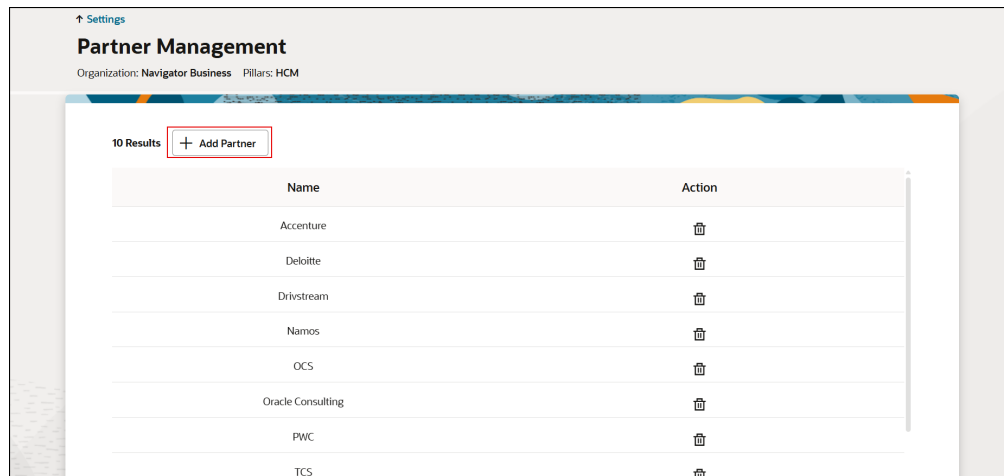 ↑ Settings
Partner Management
Organization: Navigator Business Pillars: HCM
10 Results + Add Partner
Name Action
Accenture
Deloitte
Drivstream
Namos
OCS
Oracle Consulting
PWC
TCS